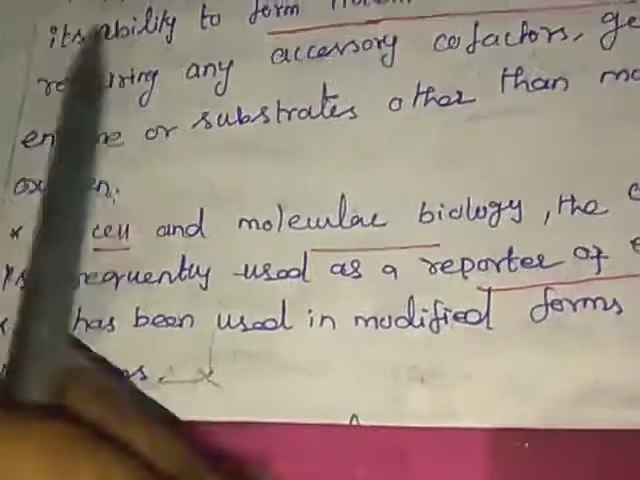 its ability to form
any accessory cofactors, ge
or substrates other than mo
* cell and molecular biology, the
frequently used as a reporter of
* has been used in modified forms